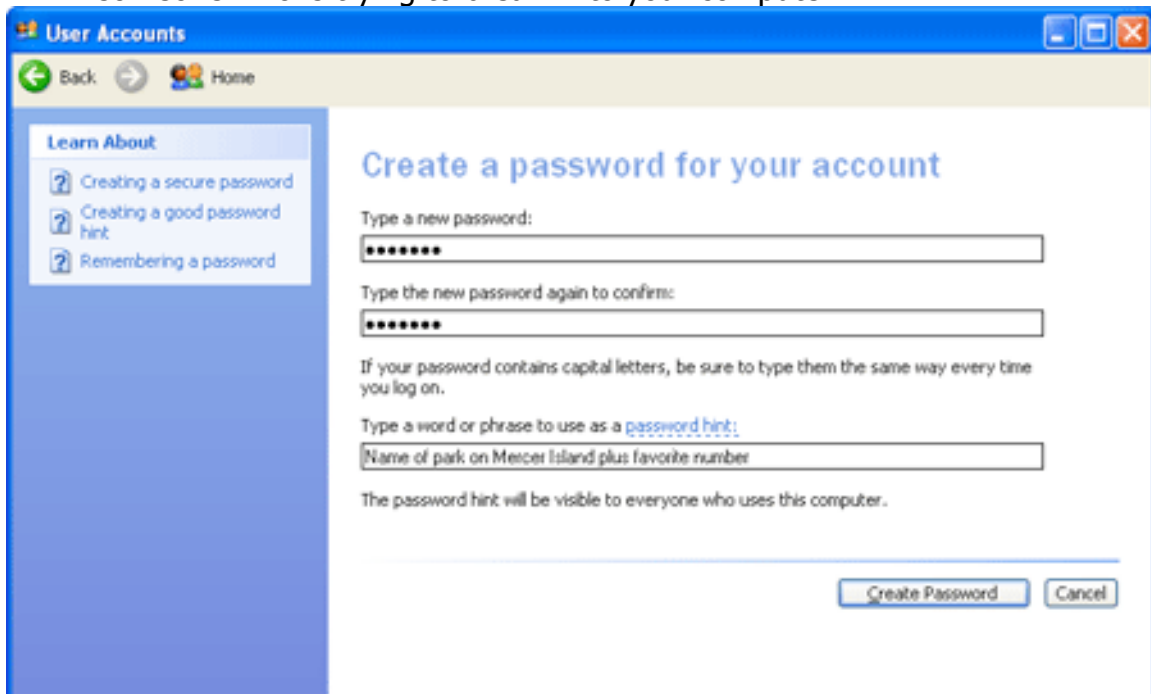 User Accounts
Back
Home
Learn About
Creating a secure password
Creating a good password
hint
Remembering a password
Create a password for your account
Type a new password:
•••••••
Type the new password again to confirm:
•••••••
If your password contains capital letters, be sure to type them the same way every time
you log on.
Type a word or phrase to use as a password hint:
Name of park on Mercer Island plus favorite number
The password hint will be visible to everyone who uses this computer.
Create Password
Cancel